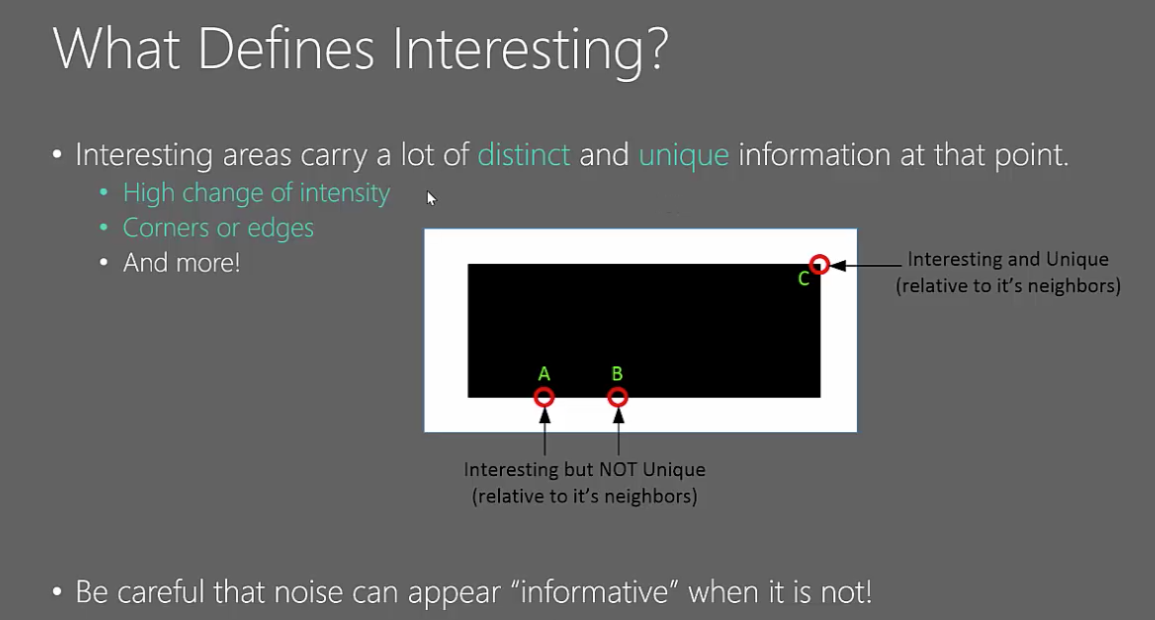 What Defines Interesting?
• Interesting areas carry a lot of distinct and unique information at that point.
• High change of intensity
• Corners or edges
• And more!
C
Interesting and Unique
(relative to it's neighbors)
A B
Interesting but NOT Unique
(relative to it's neighbors)
• Be careful that noise can appear “informative” when it is not!